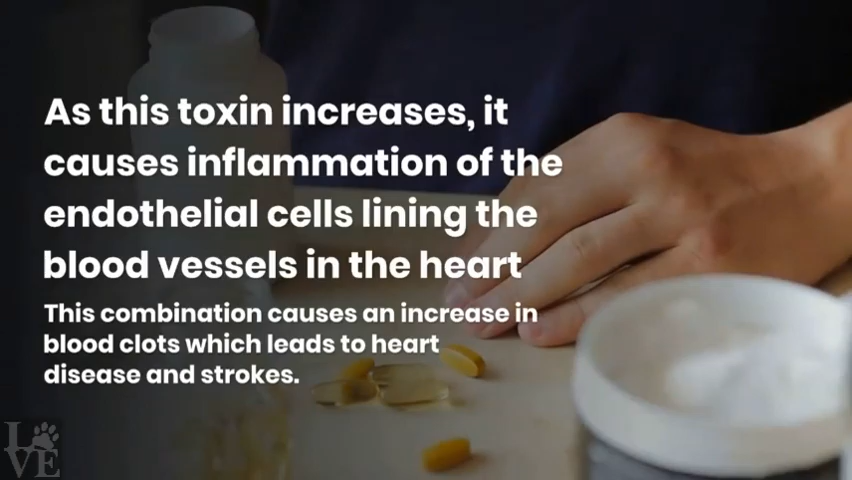 As this toxin increases, it
causes inflammation of the
endothelial cells lining the
blood vessels in the heart
This combination causes an increase in
blood clots which leads to heart
disease and strokes.
LOVE